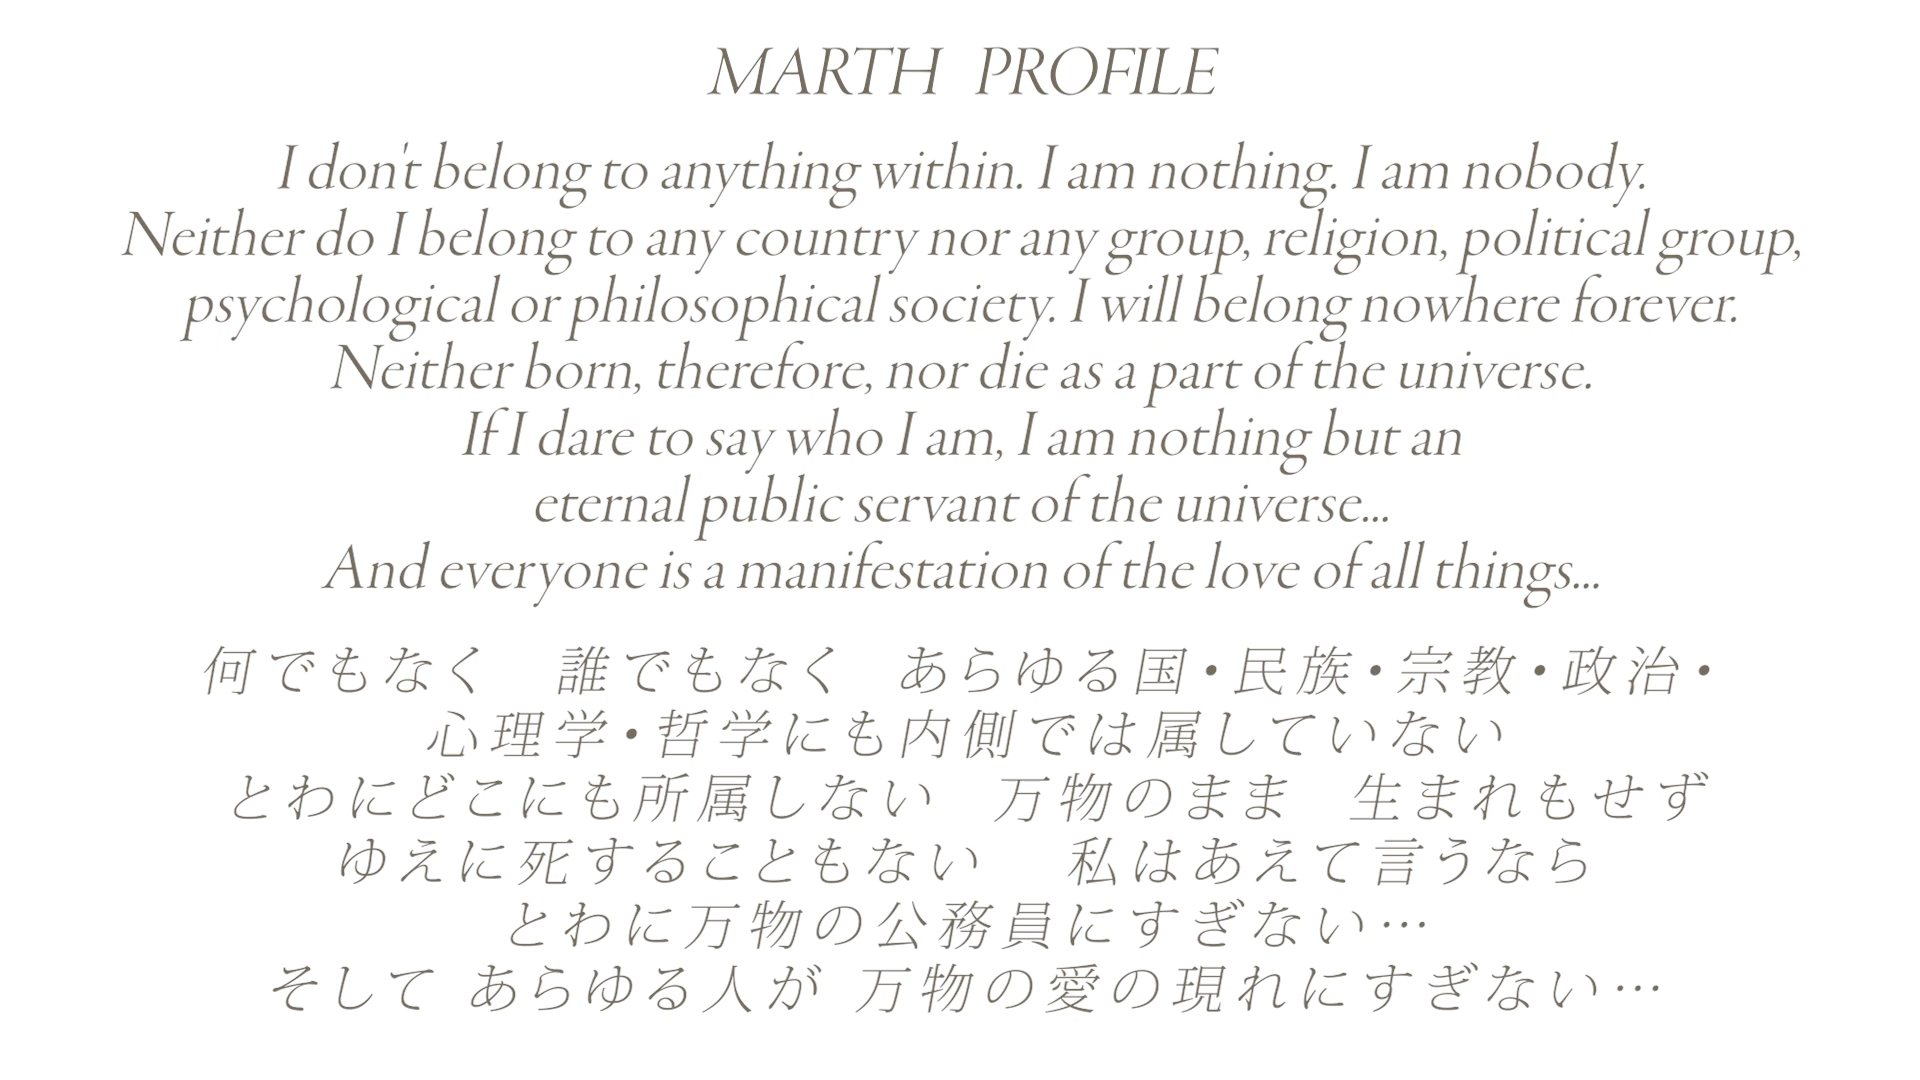 MARTH PROFILE
I don't belong to anything within. I am nothing. I am nobody.
Neither do I belong to any country nor any group, religion, political group,
psychological or philosophical society. I will belong nowhere forever.
Neither born, therefore, nor die as a part of the universe.
If I dare to say who I am, I am nothing but an
eternal public servant of the universe...
And everyone is a manifestation of the love of all things...
何でもなく　誰でもなく　あらゆる国・民族・宗教・政治・
心理学・哲学にも内側では属していない
とわにどこにも所属しない　万物のまま　生まれもせず
ゆえに死することもない　私はあえて言うなら
とわに万物の公務員にすぎない…
そして あらゆる人が 万物の愛の現れにすぎない…